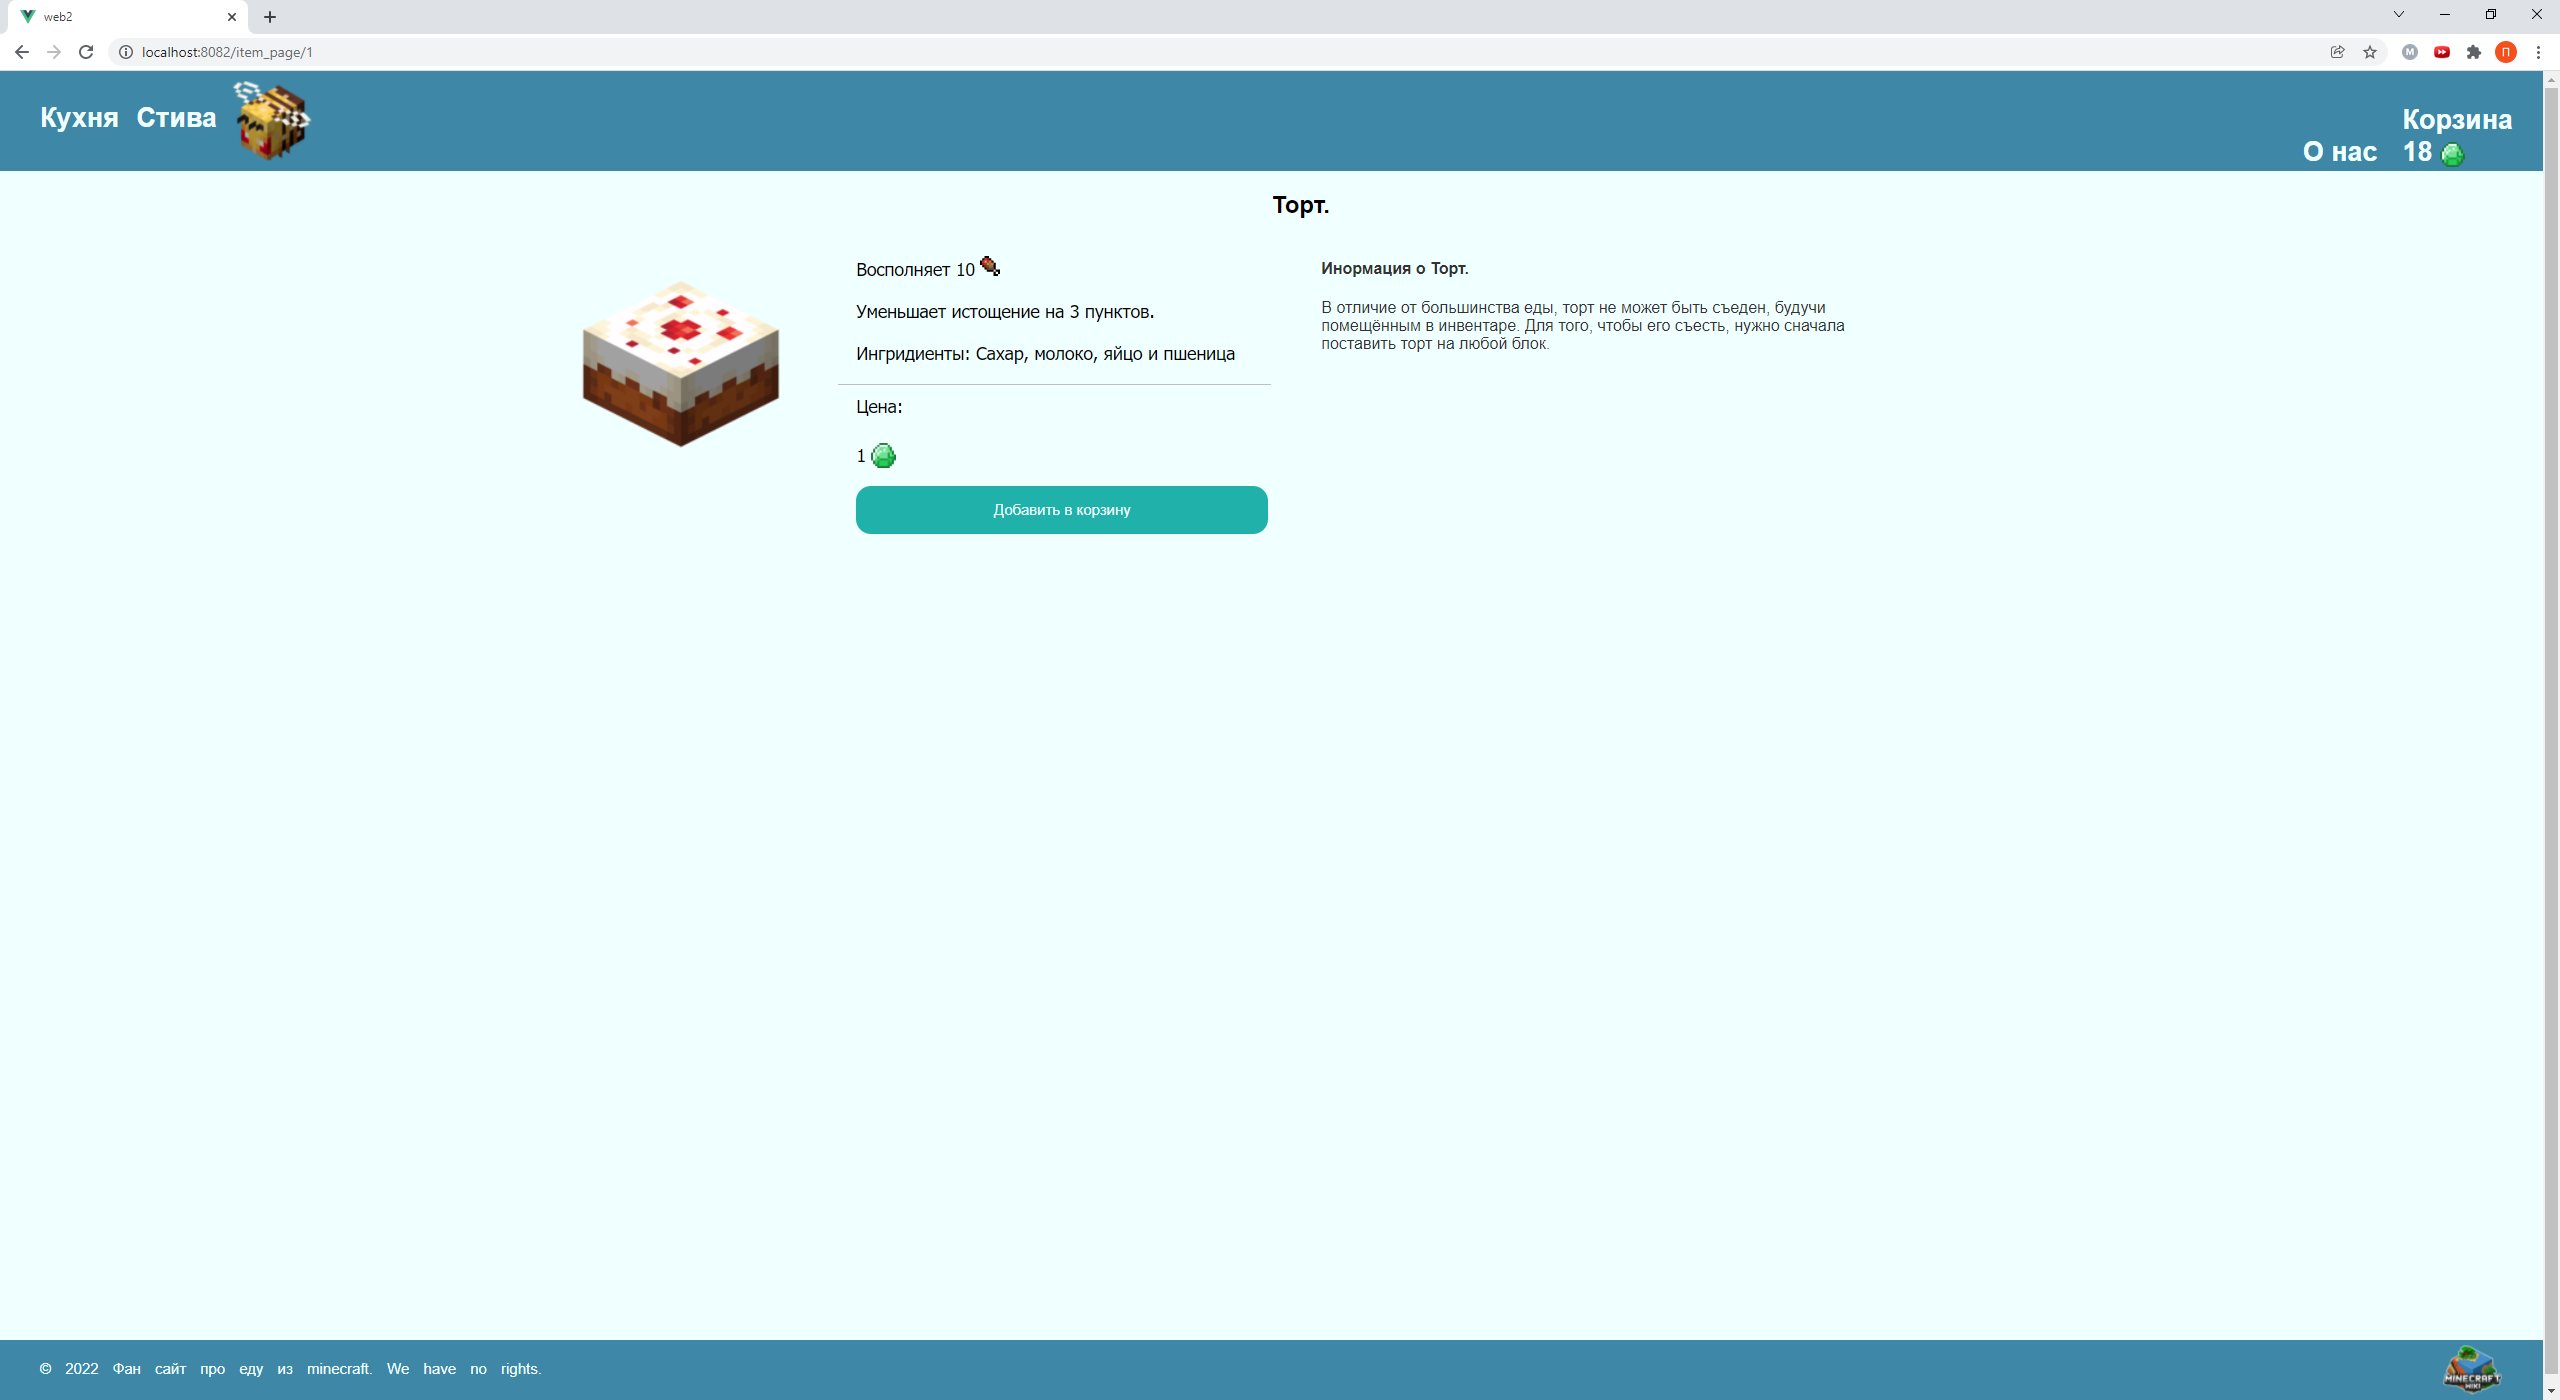 web2
localhost:8082/item_page/1
M
П
Кухня Стива
Корзина
О нас
18
Торт.
Восполняет 10
Уменьшает истощение на 3 пунктов.
Ингридиенты: Сахар, молоко, яйцо и пшеница
Цена:
1
Добавить в корзину
Инормация о Торт.
В отличие от большинства еды, торт не может быть съеден, будучи
помещённым в инвентаре. Для того, чтобы его съесть, нужно сначала
поставить торт на любой блок.
© 2022 Фан сайт про еду из minecraft. We have no rights.
MINECRAFT
WIKI